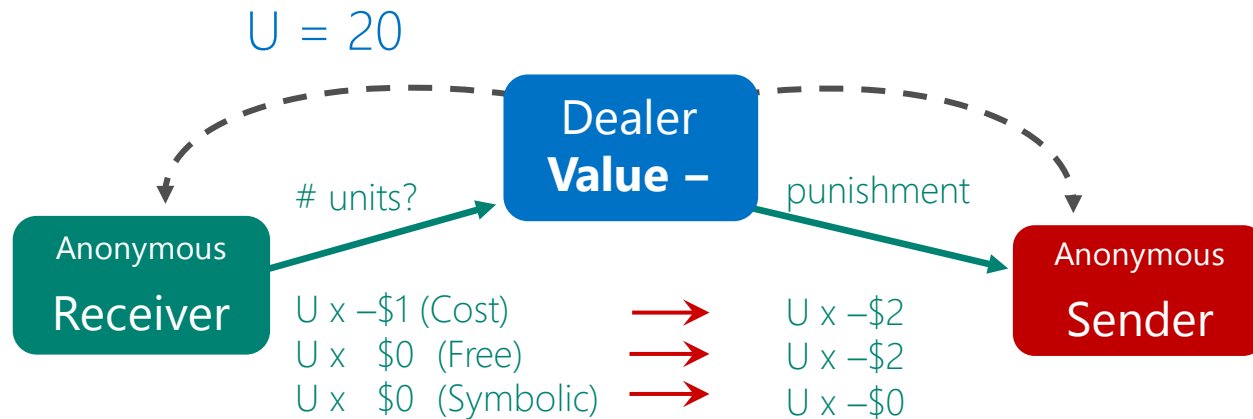 U = 20
Dealer
Value –
# units?
punishment
Anonymous
Receiver
Anonymous
Sender
U x –$1 (Cost)
U x –$2
U x $0 (Free)
U x –$2
U x $0 (Symbolic)
U x –$0